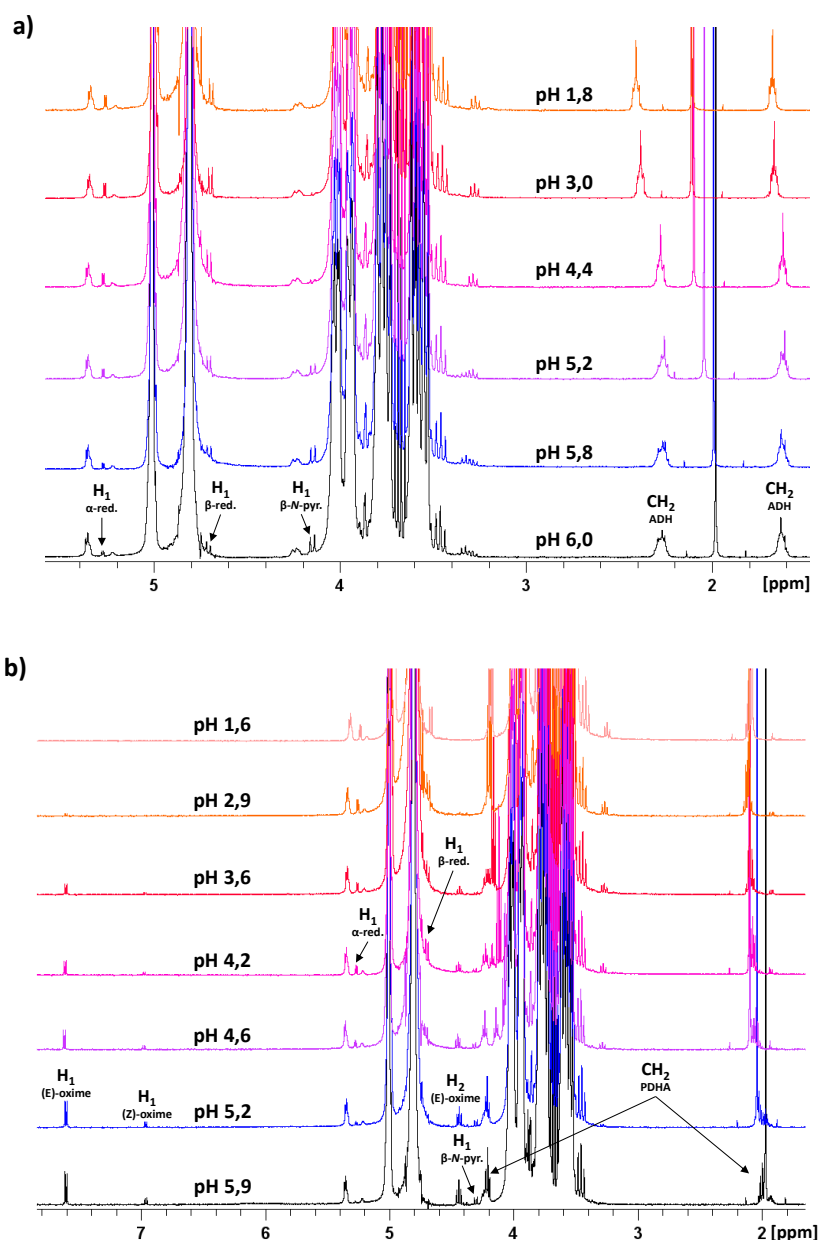 a)
pH 1,8
pH 3,0
pH 4,4
pH 5,2
pH 5,8
H1
α-red.
H1
β-red.
H1
β-N-pyr.
CH2
ADH
CH2
ADH
pH 6,0
5 4 3 2 [ppm]
b)
pH 1,6
pH 2,9
pH 3,6
H1
β-red.
H1
α-red.
pH 4,2
pH 4,6
H1
(E)-oxime
H1
(Z)-oxime
pH 5,2
H2
(E)-oxime
CH2
PDHA
H1
β-N-pyr.
pH 5,9
7 6 5 4 3 2 [ppm]